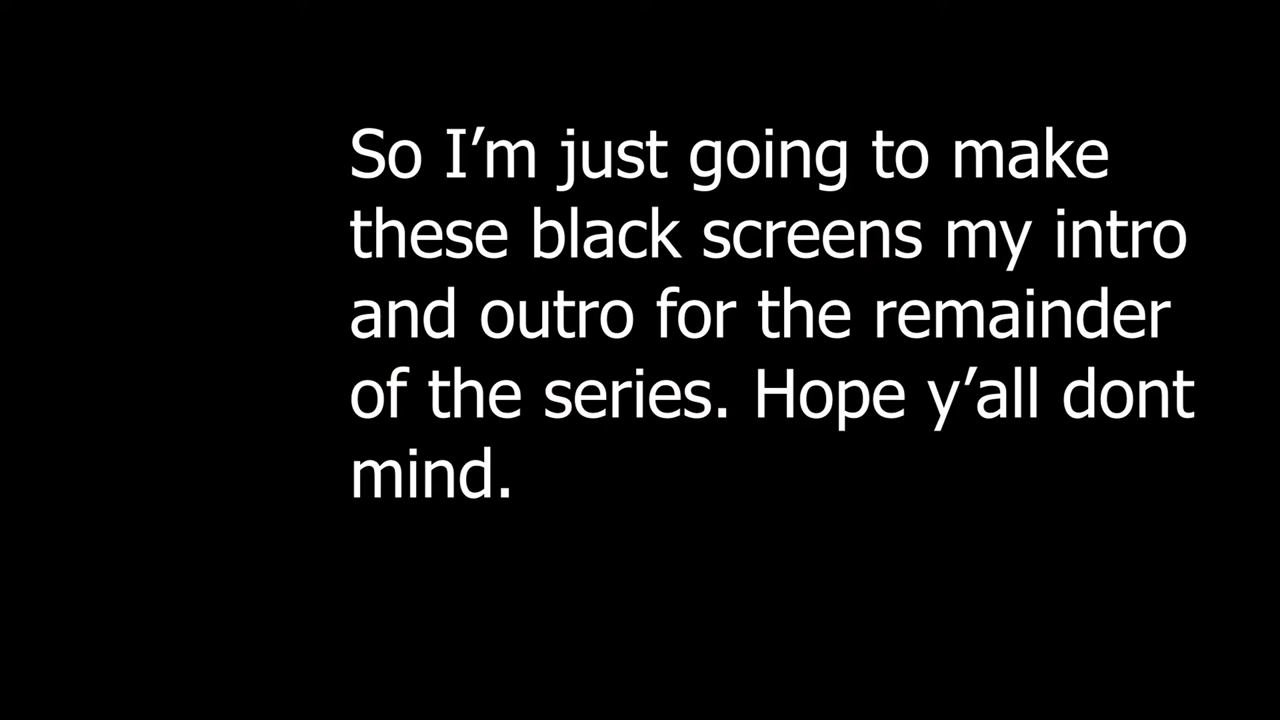 So I’m just going to make
these black screens my intro
and outro for the remainder
of the series. Hope y’all dont
mind.